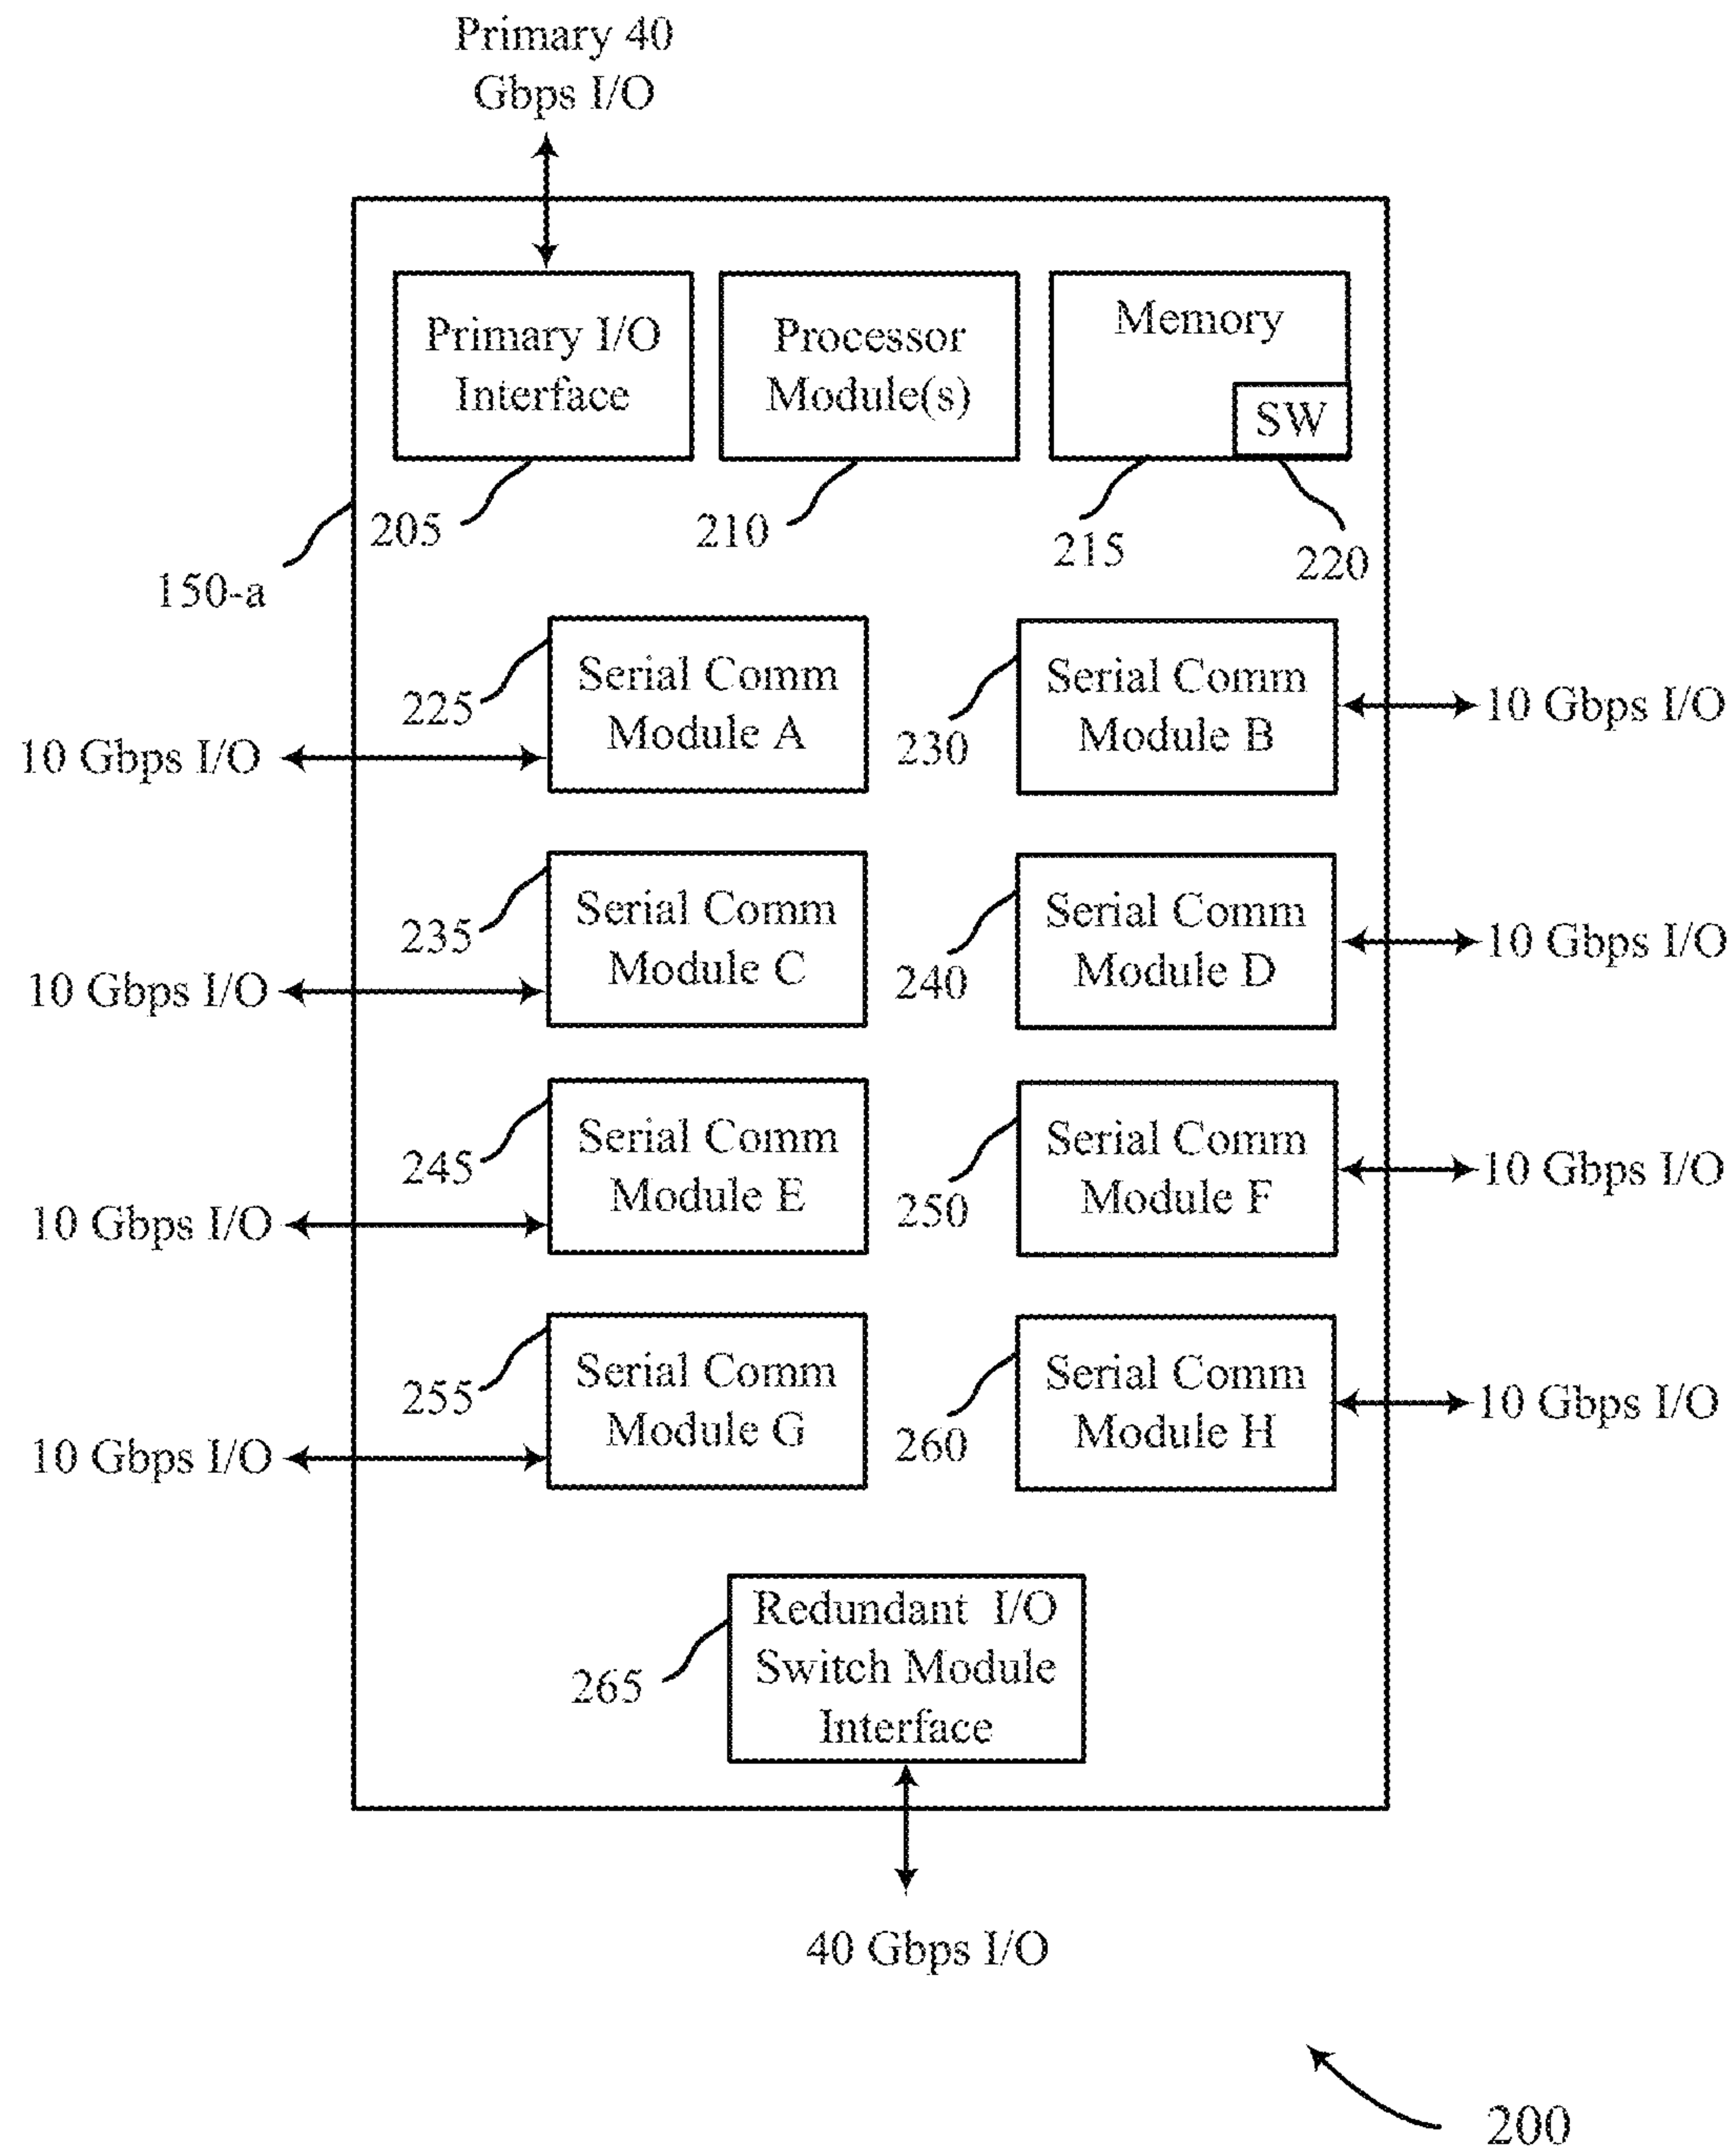 Primary 40
Gbps I/O
Primary I/O
Interface
Processor
Module(s)
Memory
SW
205
210
215
220
150-a
Serial Comm
Module A
225
10 Gbps I/O
Serial Comm
Module B
230
10 Gbps I/O
Serial Comm
Module C
235
10 Gbps I/O
Serial Comm
Module D
240
10 Gbps I/O
Serial Comm
Module E
245
10 Gbps I/O
Serial Comm
Module F
250
10 Gbps I/O
Serial Comm
Module G
255
10 Gbps I/O
Serial Comm
Module H
260
10 Gbps I/O
Redundant I/O
Switch Module
Interface
265
40 Gbps I/O
200